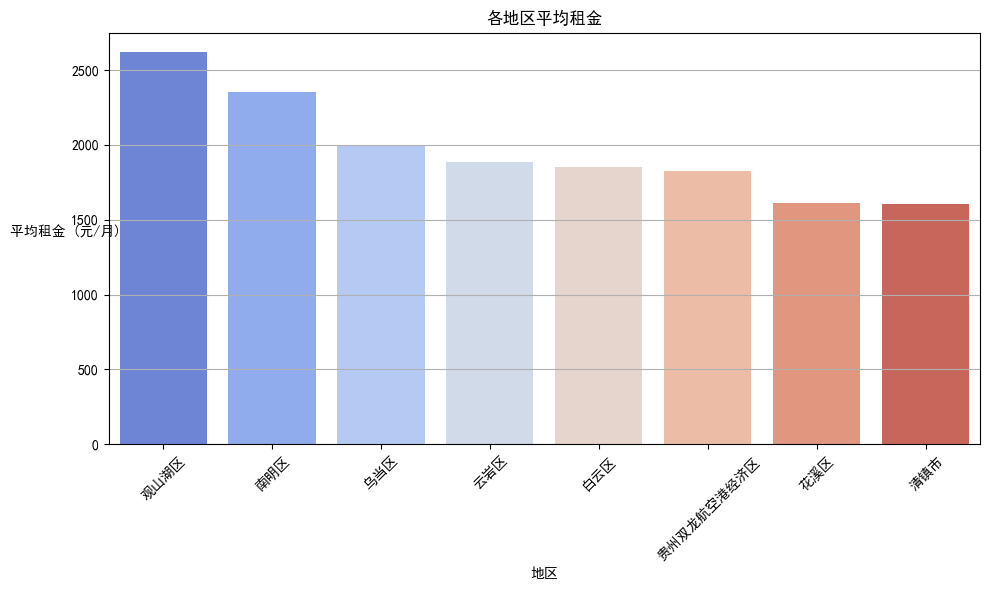 各地区平均租金
平均租金 (元/月)
2500
2000
1500
1000
500
0
观山湖区
南明区
乌当区
云岩区
白云区
贵州双龙航空港经济区
花溪区
清镇市
地区